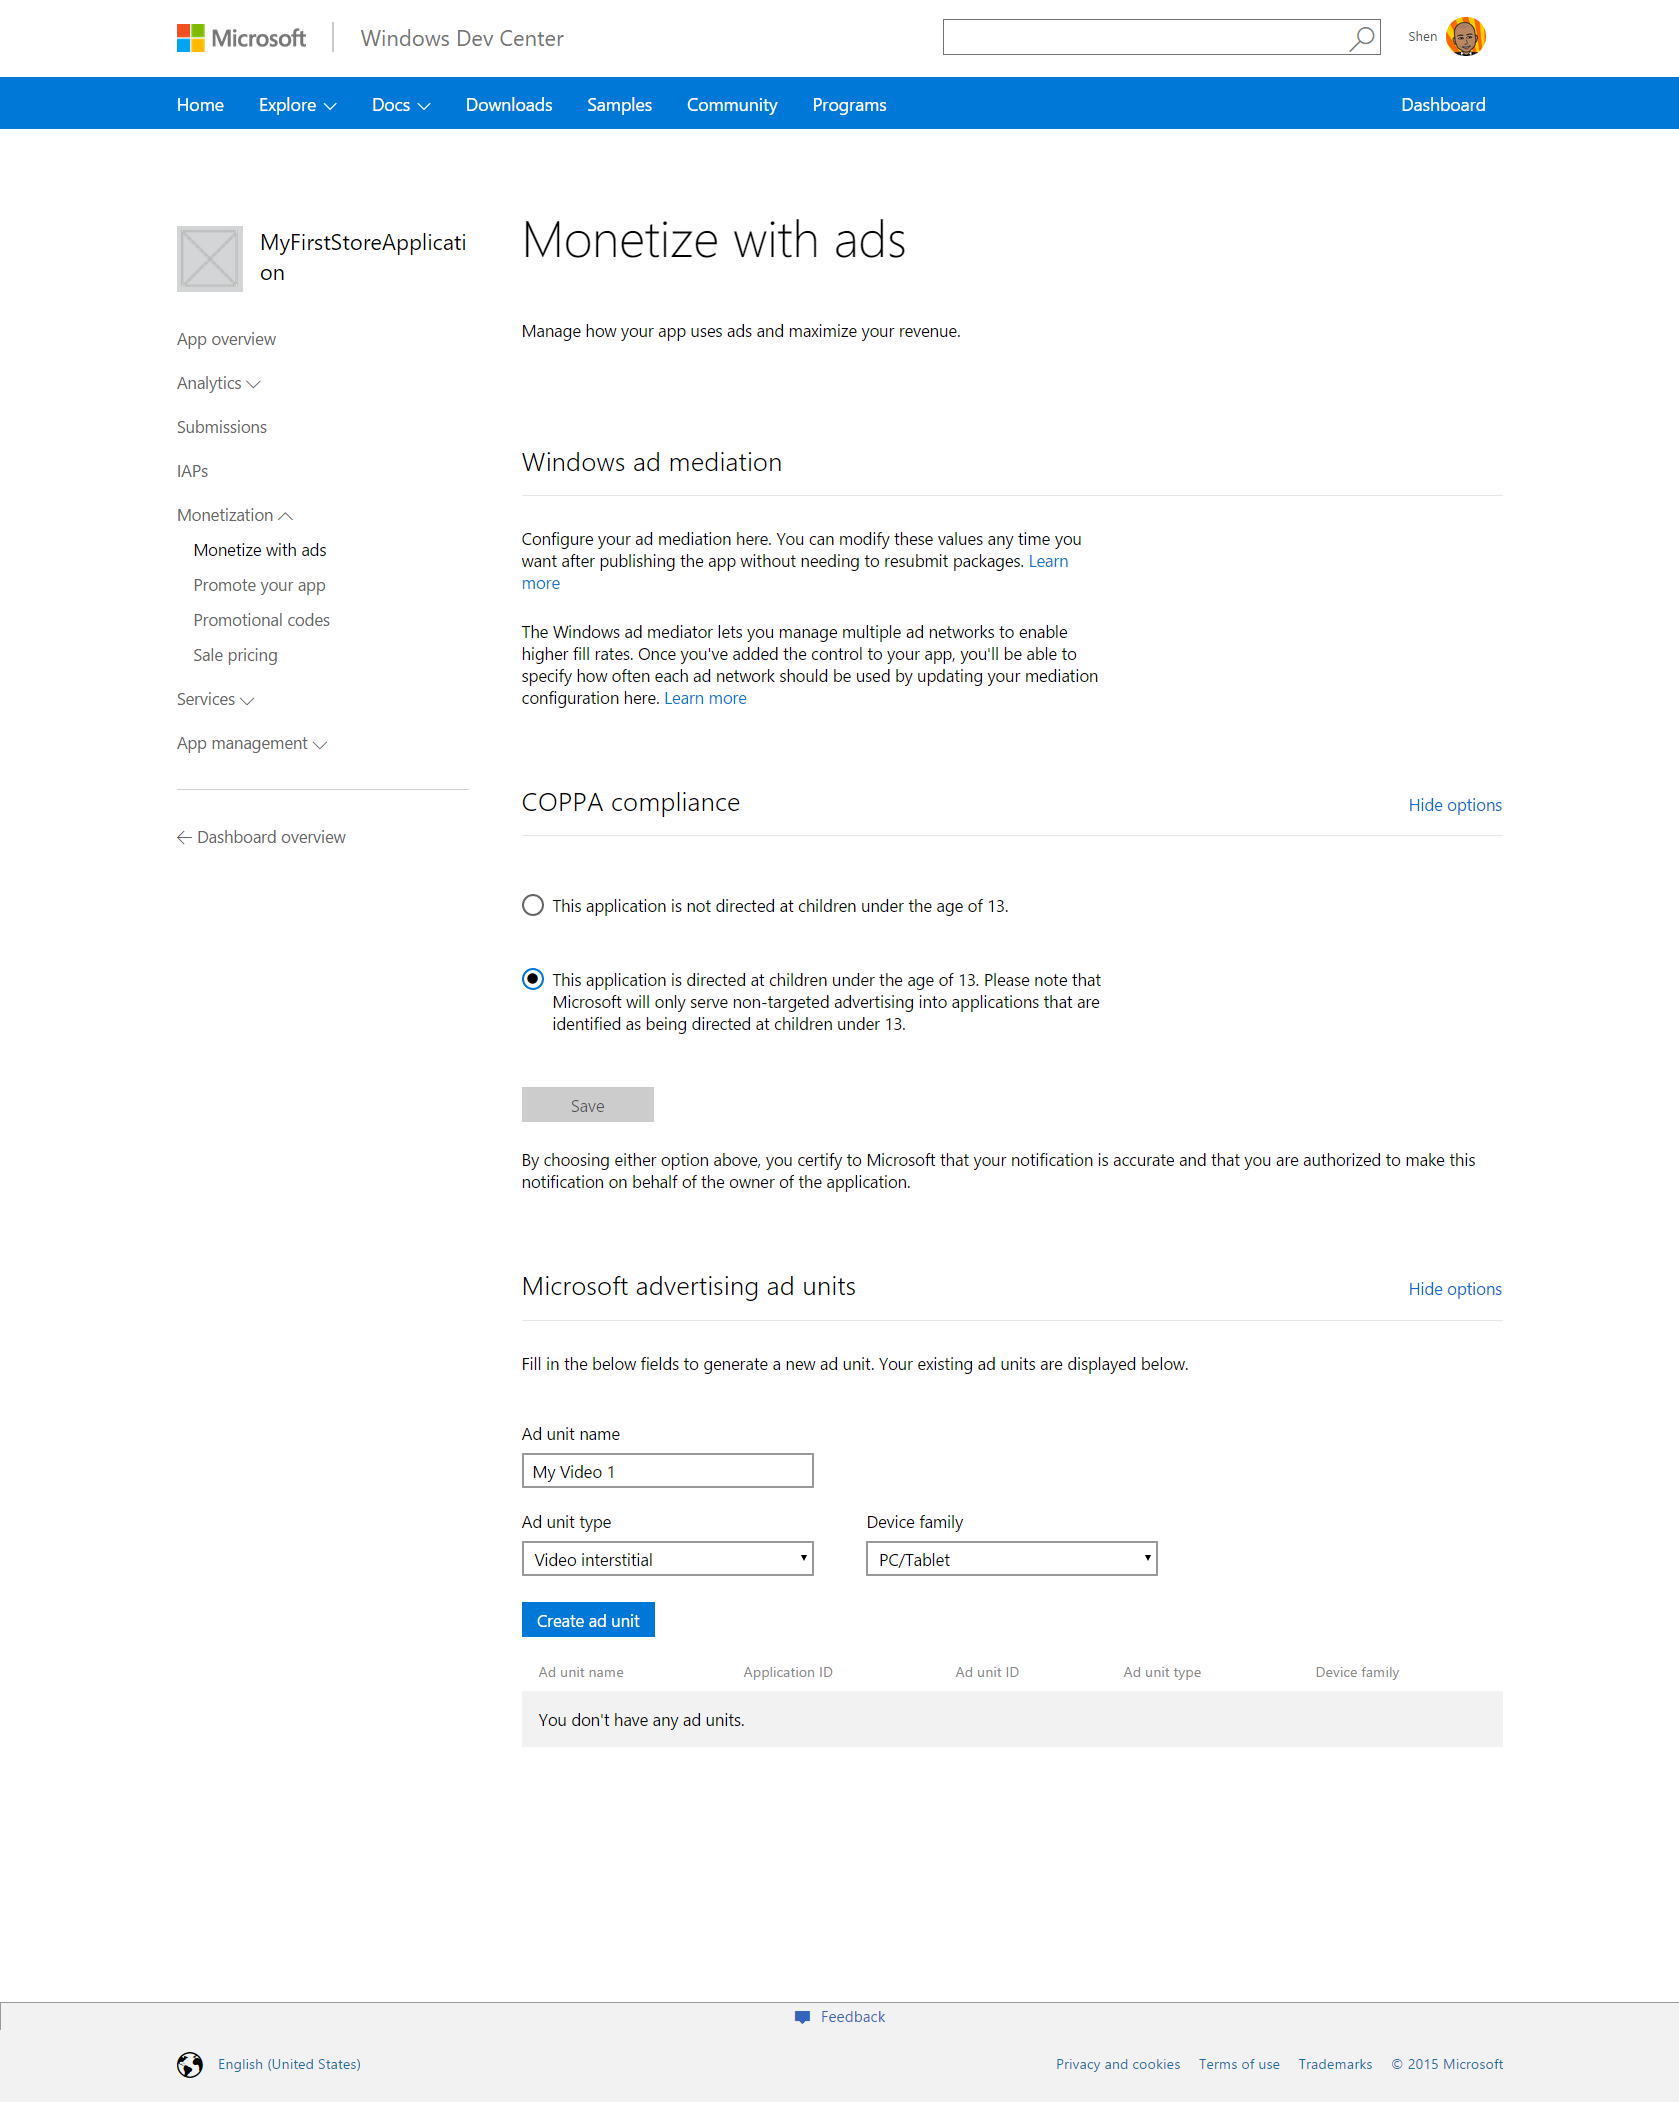 Microsoft
Windows Dev Center
Shen
Home
Explore
Docs
Downloads
Samples
Community
Programs
Dashboard
MyFirstStoreApplicati
on
App overview
Analytics
Submissions
IAPs
Monetization
Monetize with ads
Promote your app
Promotional codes
Sale pricing
Services
App management
Dashboard overview
Monetize with ads
Manage how your app uses ads and maximize your revenue.
Windows ad mediation
Configure your ad mediation here. You can modify these values any time you
want after publishing the app without needing to resubmit packages. Learn
more
The Windows ad mediator lets you manage multiple ad networks to enable
higher fill rates. Once you've added the control to your app, you'll be able to
specify how often each ad network should be used by updating your mediation
configuration here. Learn more
COPPA compliance
Hide options
This application is not directed at children under the age of 13.
This application is directed at children under the age of 13. Please note that
Microsoft will only serve non-targeted advertising into applications that are
identified as being directed at children under 13.
Save
By choosing either option above, you certify to Microsoft that your notification is accurate and that you are authorized to make this
notification on behalf of the owner of the application.
Microsoft advertising ad units
Hide options
Fill in the below fields to generate a new ad unit. Your existing ad units are displayed below.
Ad unit name
My Video 1
Ad unit type
Device family
Video interstitial
PC/Tablet
Create ad unit
Ad unit name
Application ID
Ad unit ID
Ad unit type
Device family
You don't have any ad units.
Feedback
English (United States)
Privacy and cookies
Terms of use
Trademarks
© 2015 Microsoft